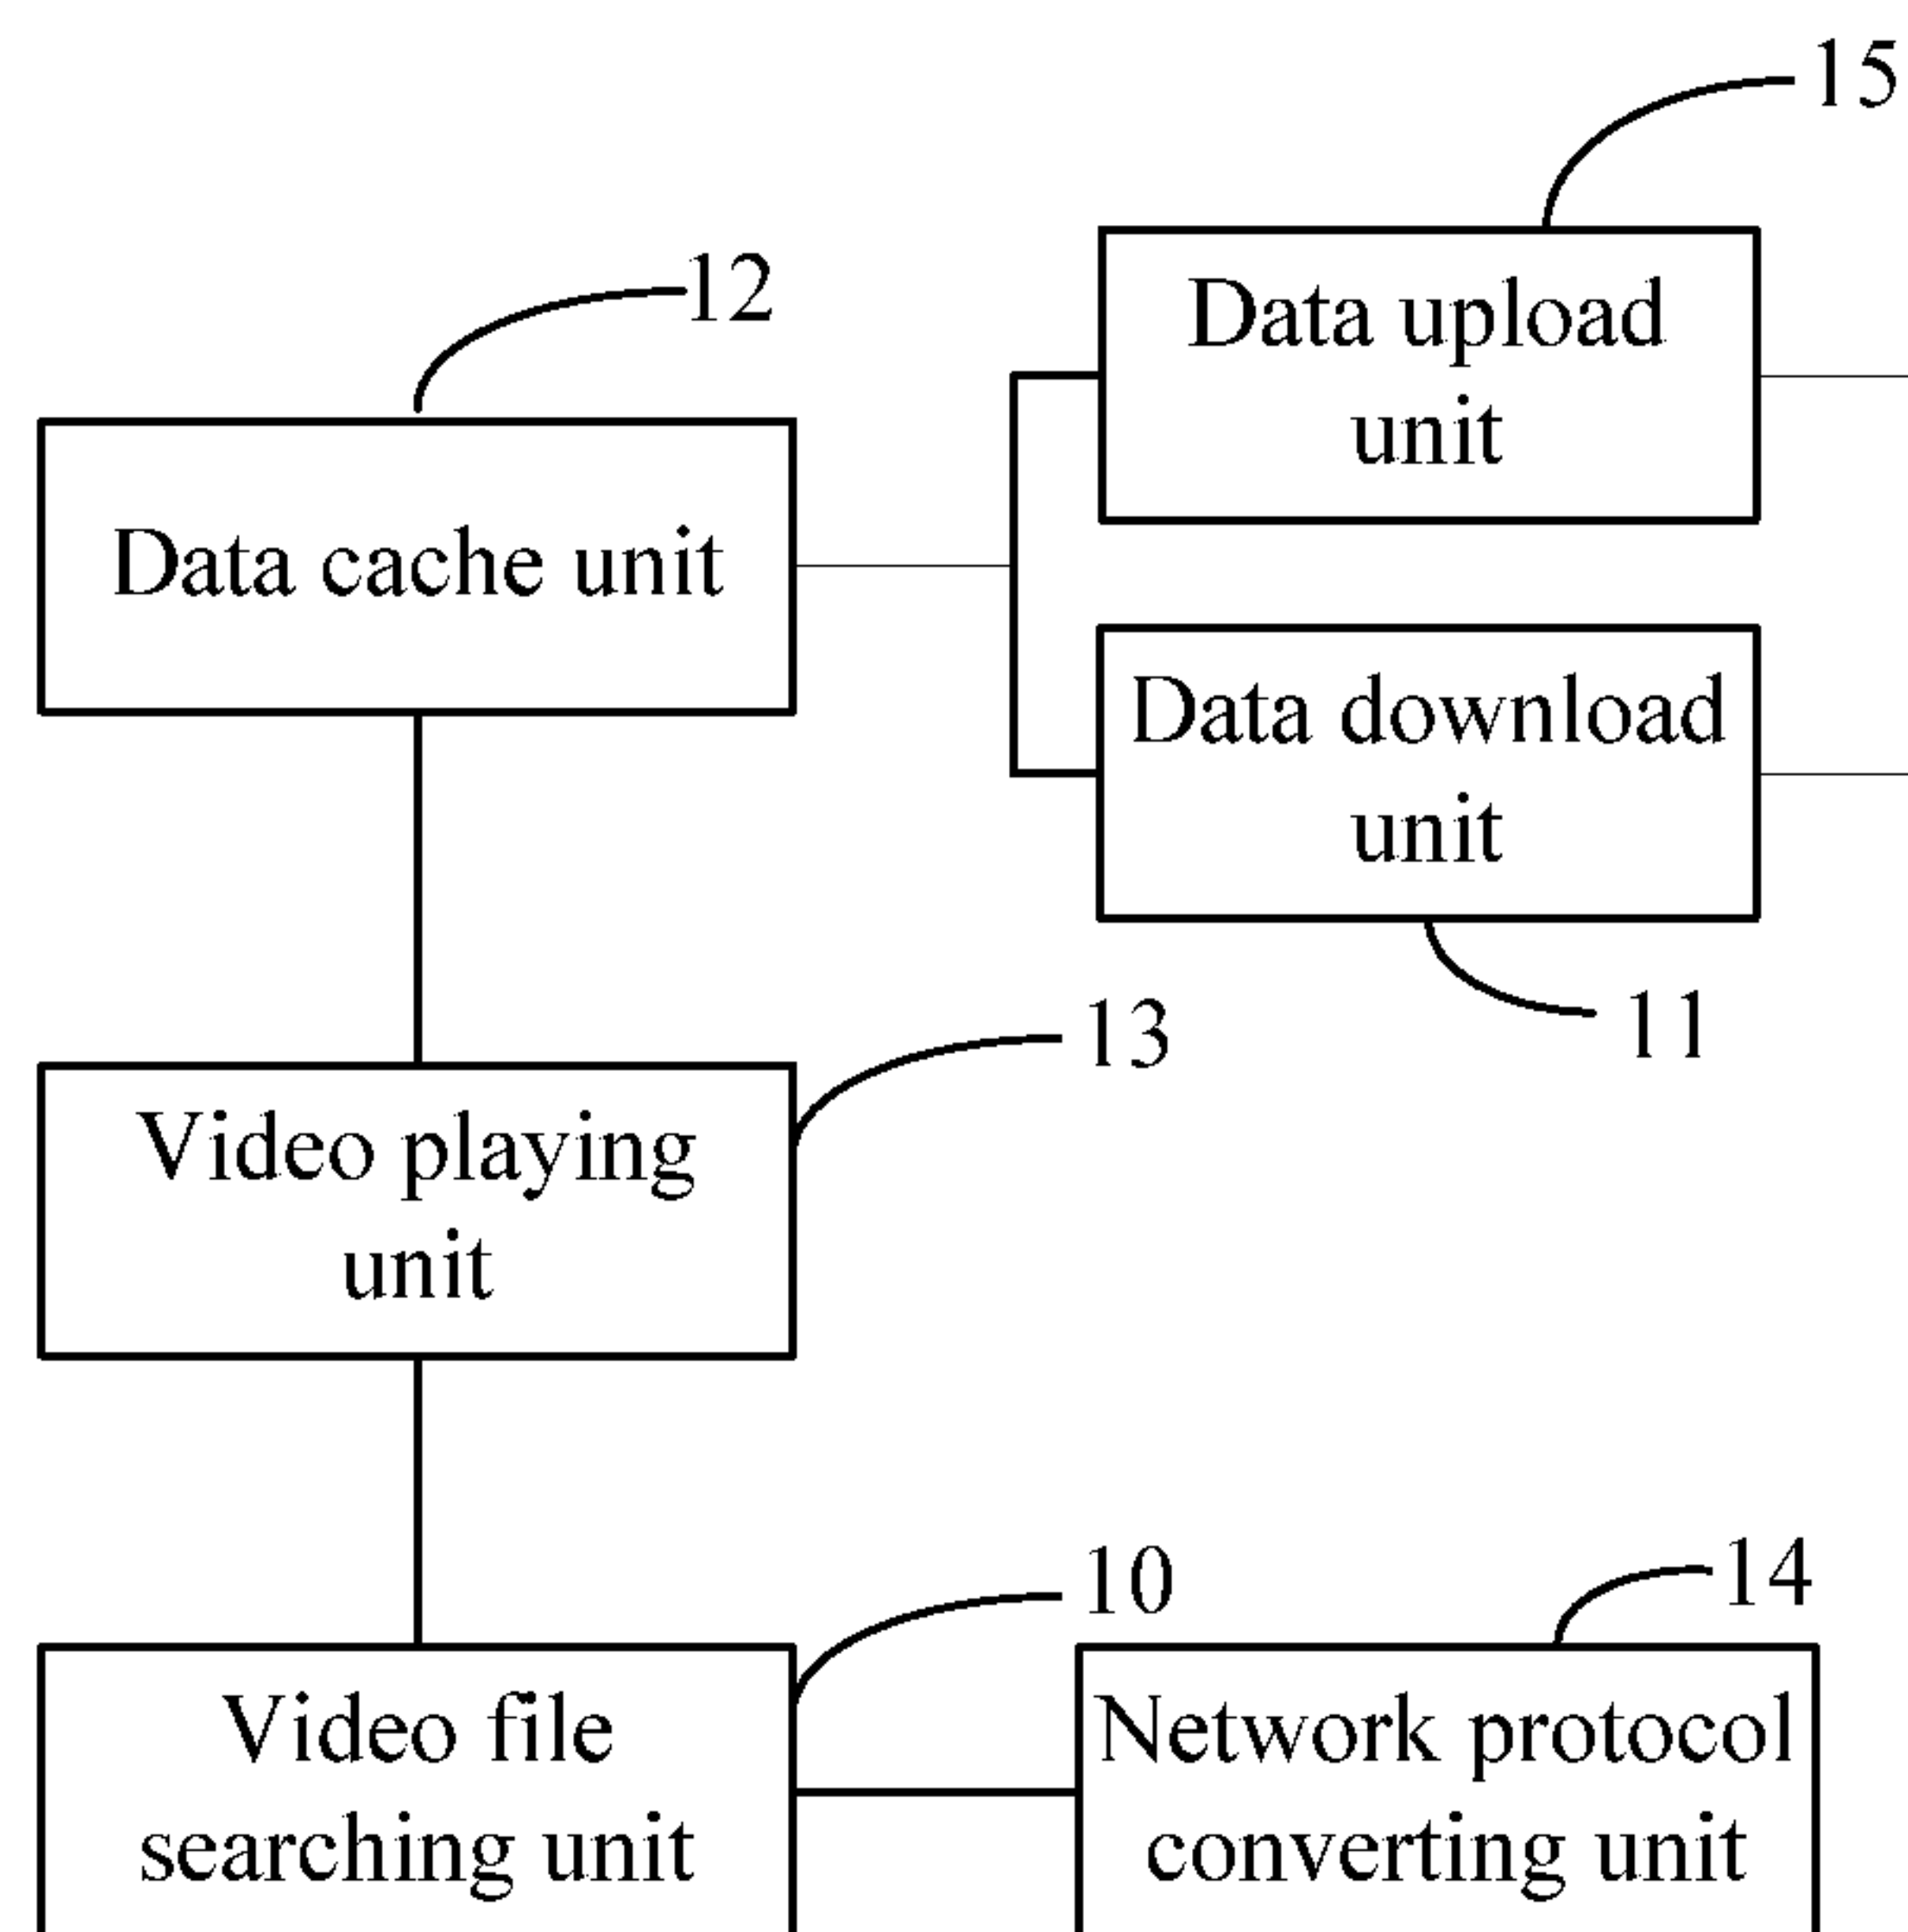 15
12
Data upload
unit
Data cache unit
Data download
unit
13
11
Video playing
unit
10
14
Video file
searching unit
Network protocol
converting unit